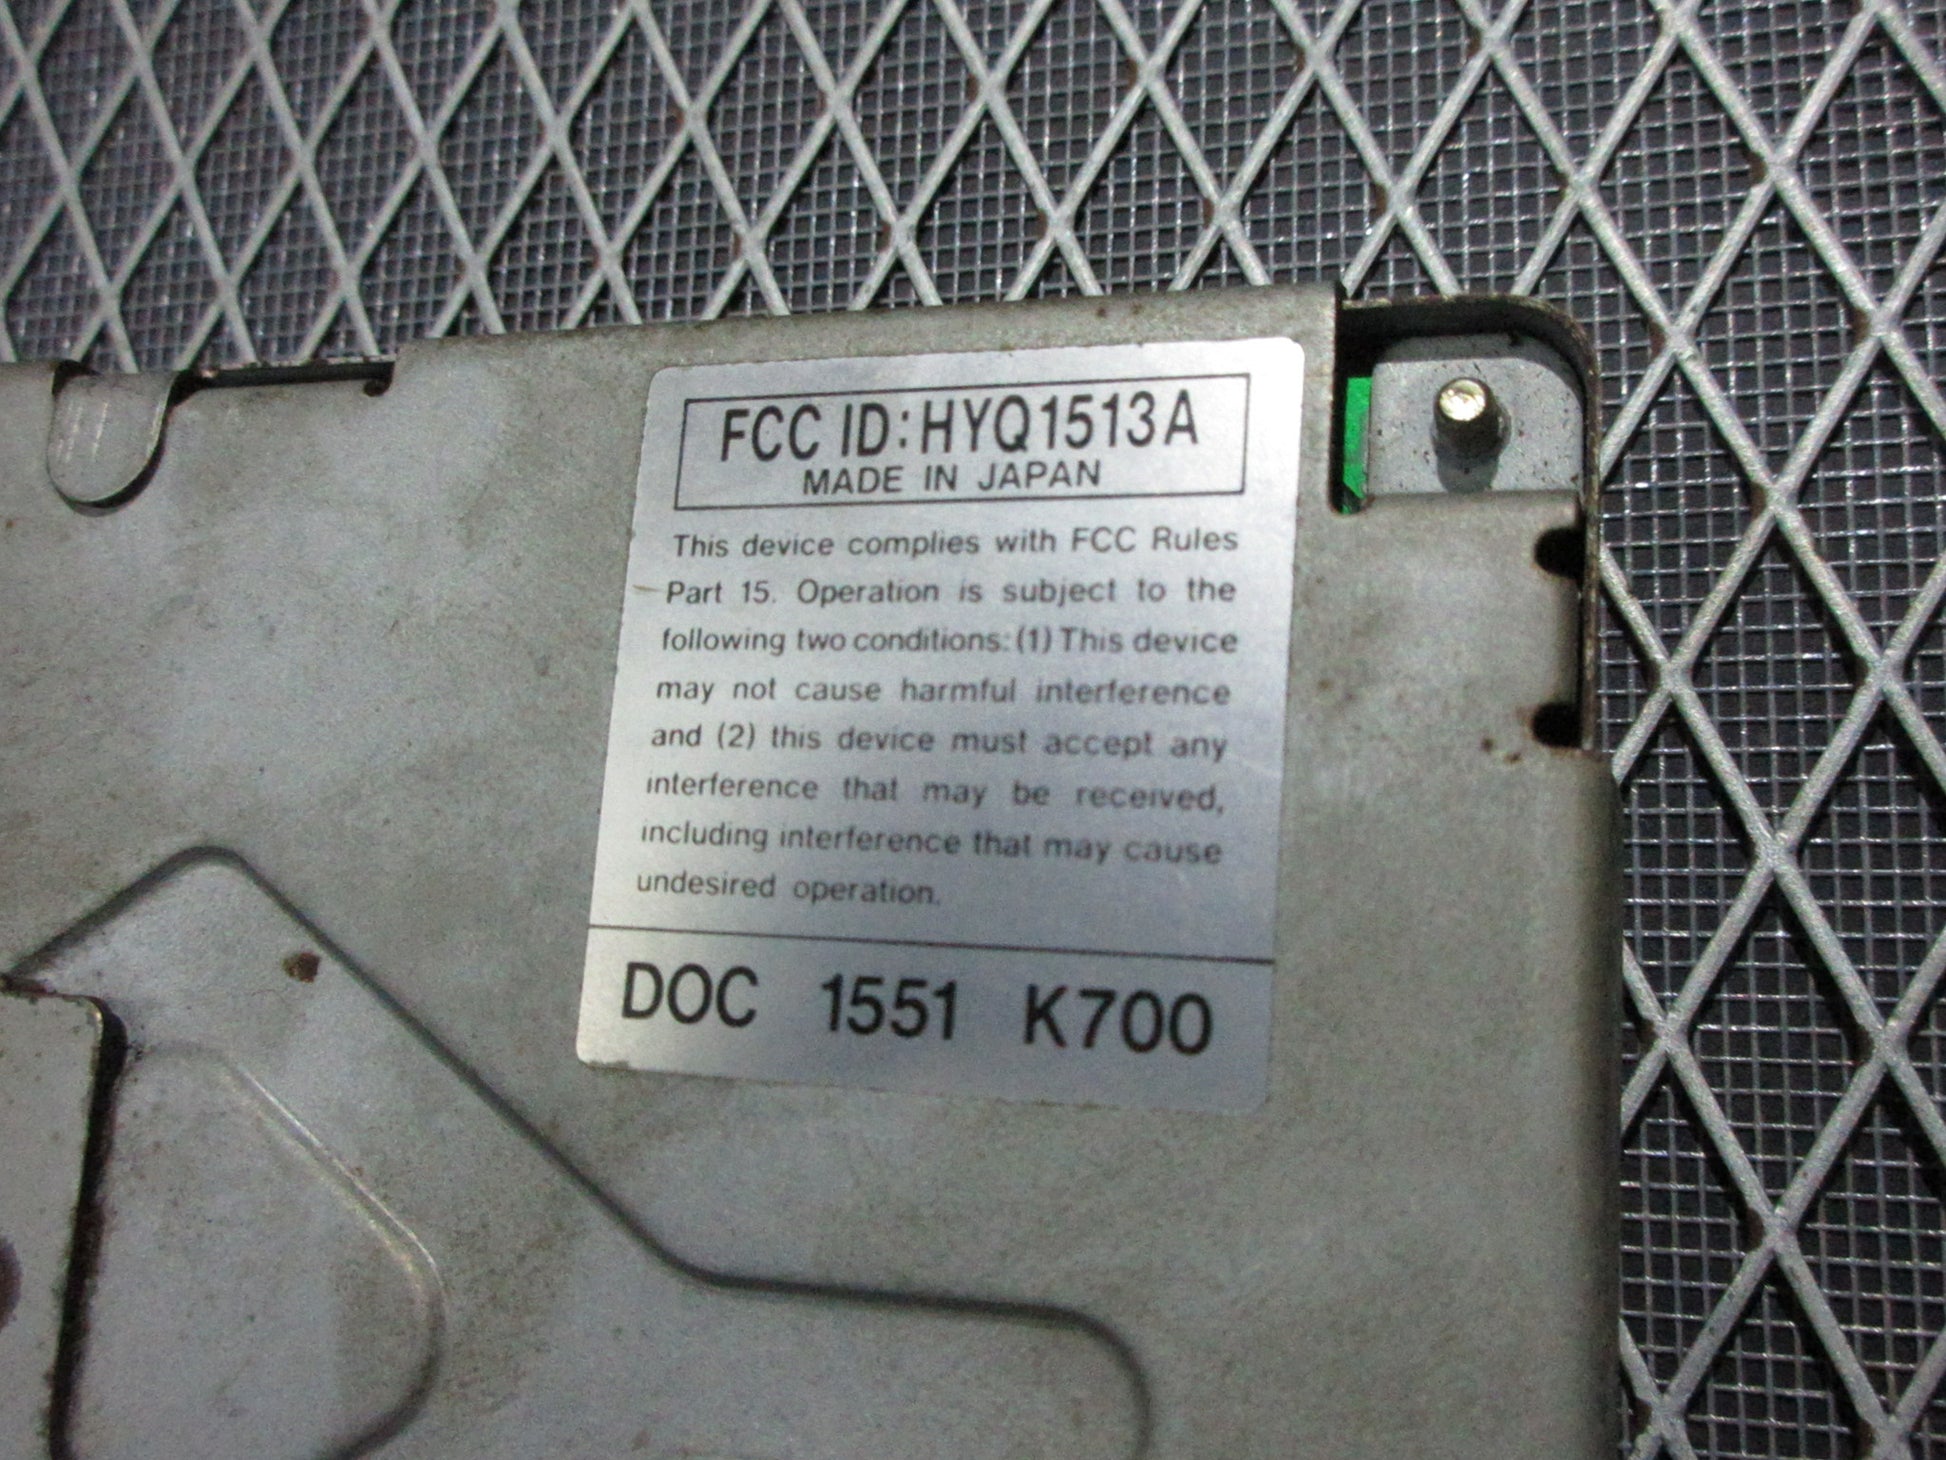 FCC ID: HYQ1513A
MADE IN JAPAN
This device complies with FCC Rules
Part 15. Operation is subject to the
following two conditions: (1) This device
may not cause harmful interference
and (2) this device must accept any
interference that may be received,
including interference that may cause
undesired operation.
DOC 1551 K700